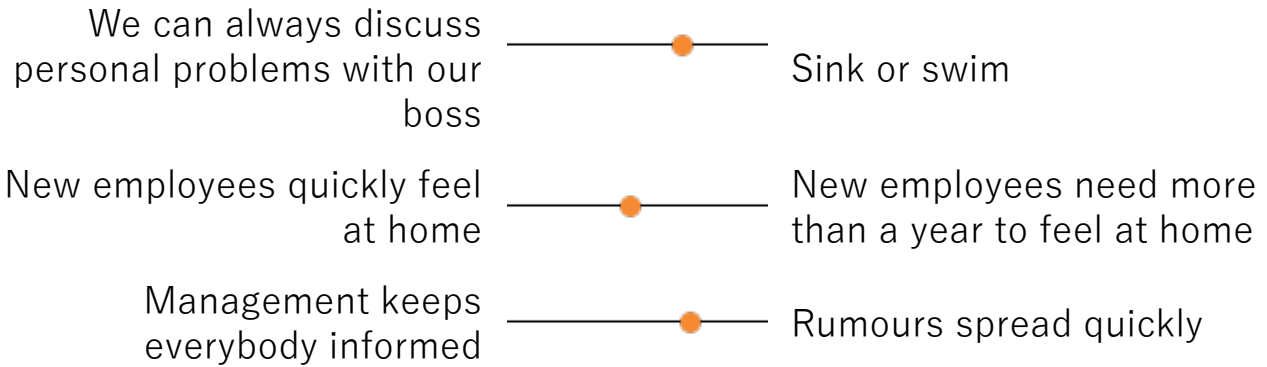 We can always discuss
personal problems with our
boss
Sink or swim
New employees quickly feel
at home
New employees need more
than a year to feel at home
Management keeps
everybody informed
Rumours spread quickly